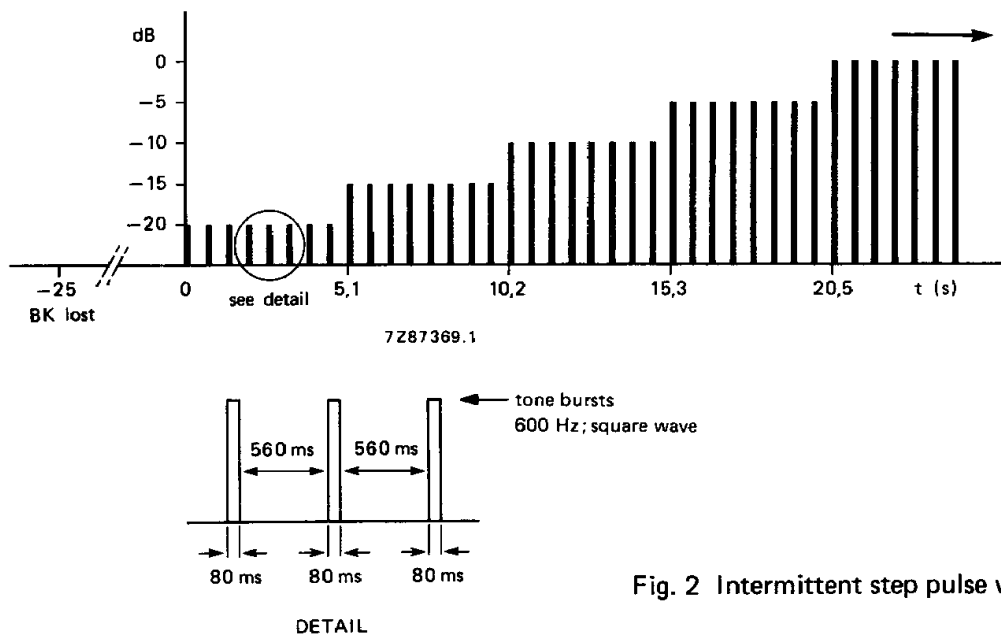 dB
0
−5
−10
−15
−20
−25
BK lost
0
see detail
5,1
10,2
15,3
20,5
t (s)
7Z87369.1
tone bursts
600 Hz; square wave
560 ms
560 ms
80 ms
80 ms
80 ms
DETAIL
Fig. 2 Intermittent step pulse